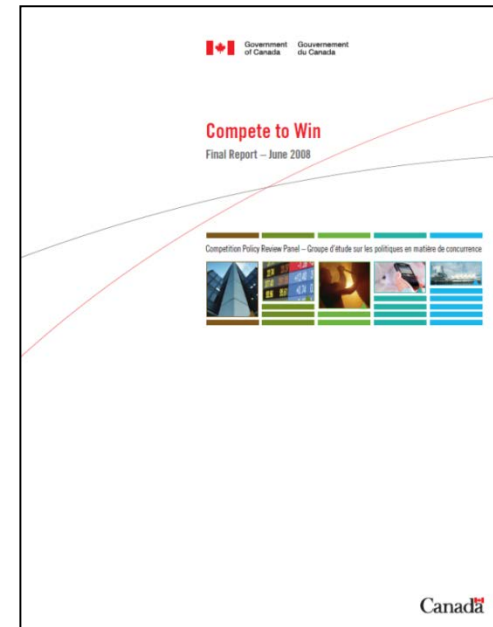 Government Gouvernement
of Canada du Canada
Compete to Win
Final Report – June 2008
Competition Policy Review Panel – Groupe d'étude sur les politiques en matière de concurrence
Canada